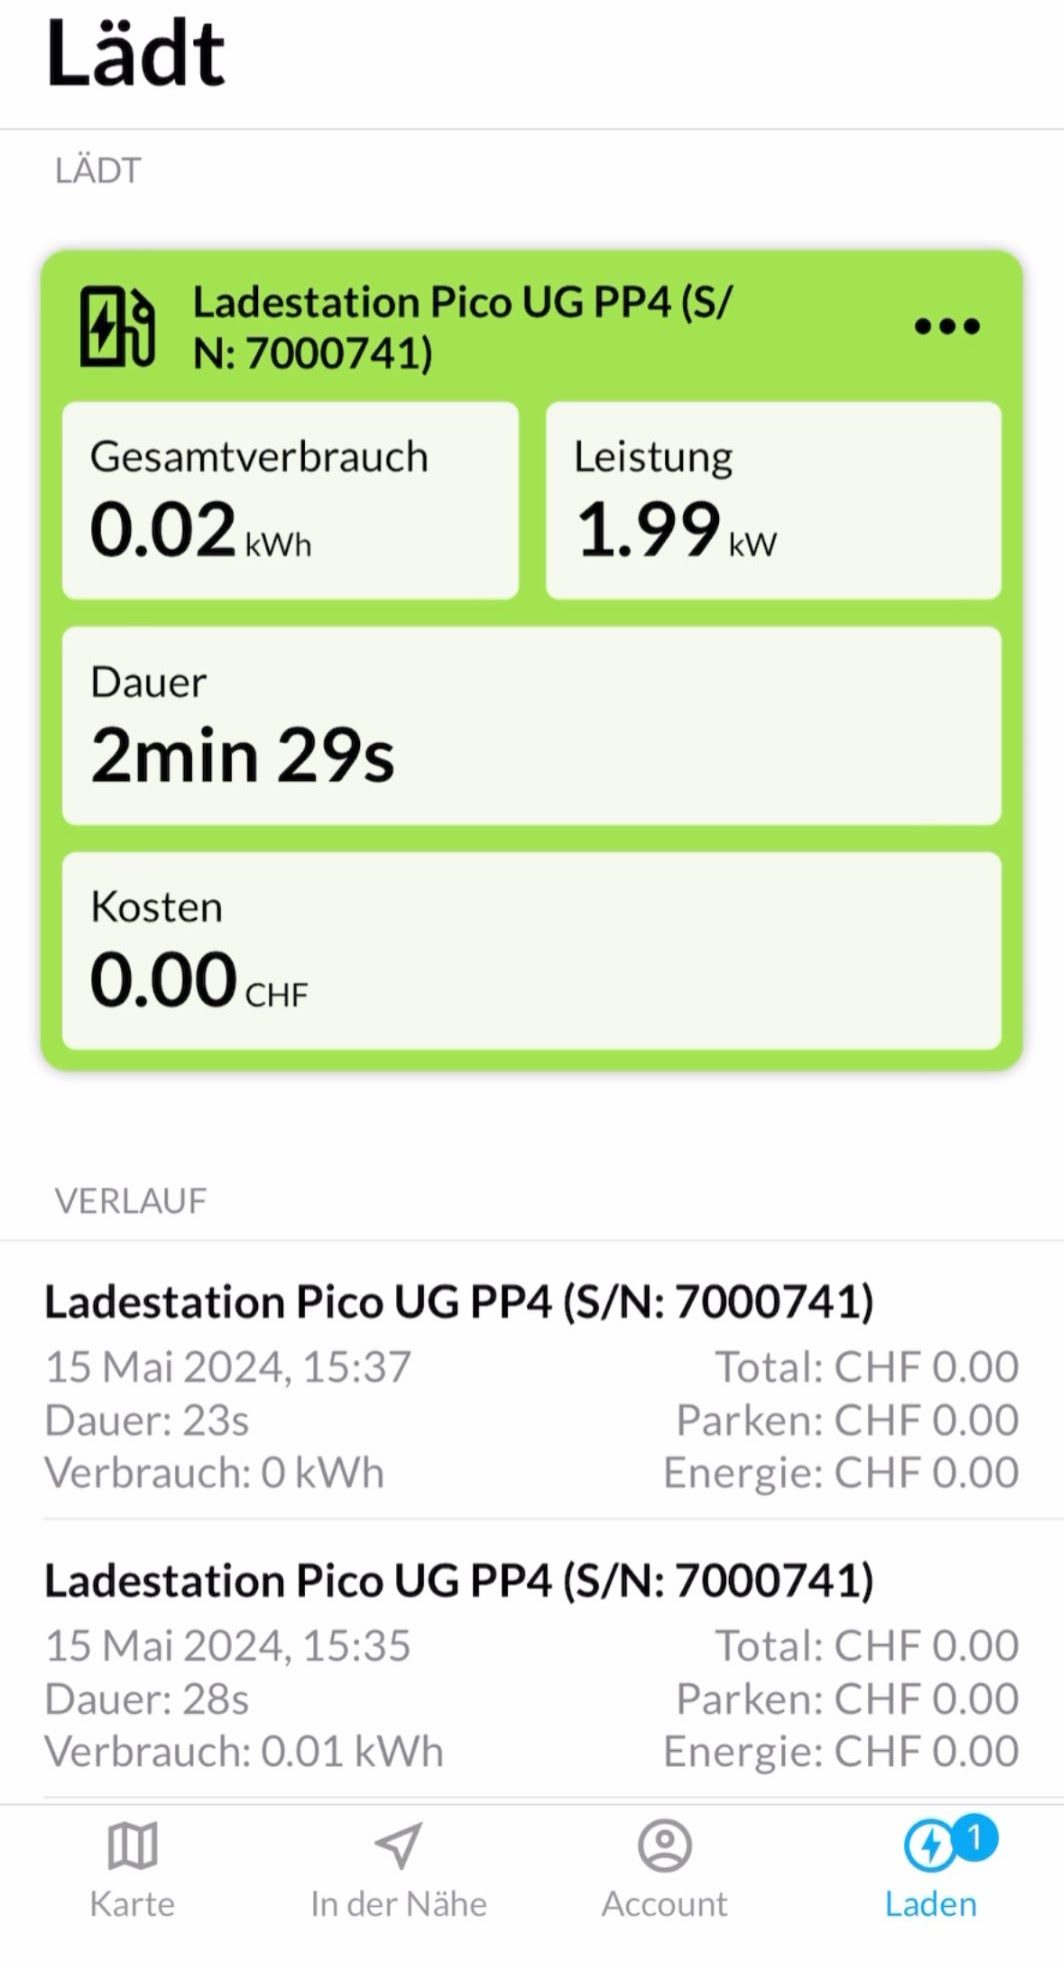 Lädt
LÄDT
Ladestation Pico UG PP4 (S/
N: 7000741)
Gesamtverbrauch
0.02 kWh
Leistung
1.99 kW
Dauer
2min 29s
Kosten
0.00 CHF
VERLAUF
Ladestation Pico UG PP4 (S/N: 7000741)
15 Mai 2024, 15:37 Total: CHF 0.00
Dauer: 23s Parken: CHF 0.00
Verbrauch: 0 kWh Energie: CHF 0.00
Ladestation Pico UG PP4 (S/N: 7000741)
15 Mai 2024, 15:35 Total: CHF 0.00
Dauer: 28s Parken: CHF 0.00
Verbrauch: 0.01 kWh Energie: CHF 0.00
1
Karte In der Nähe Account Laden